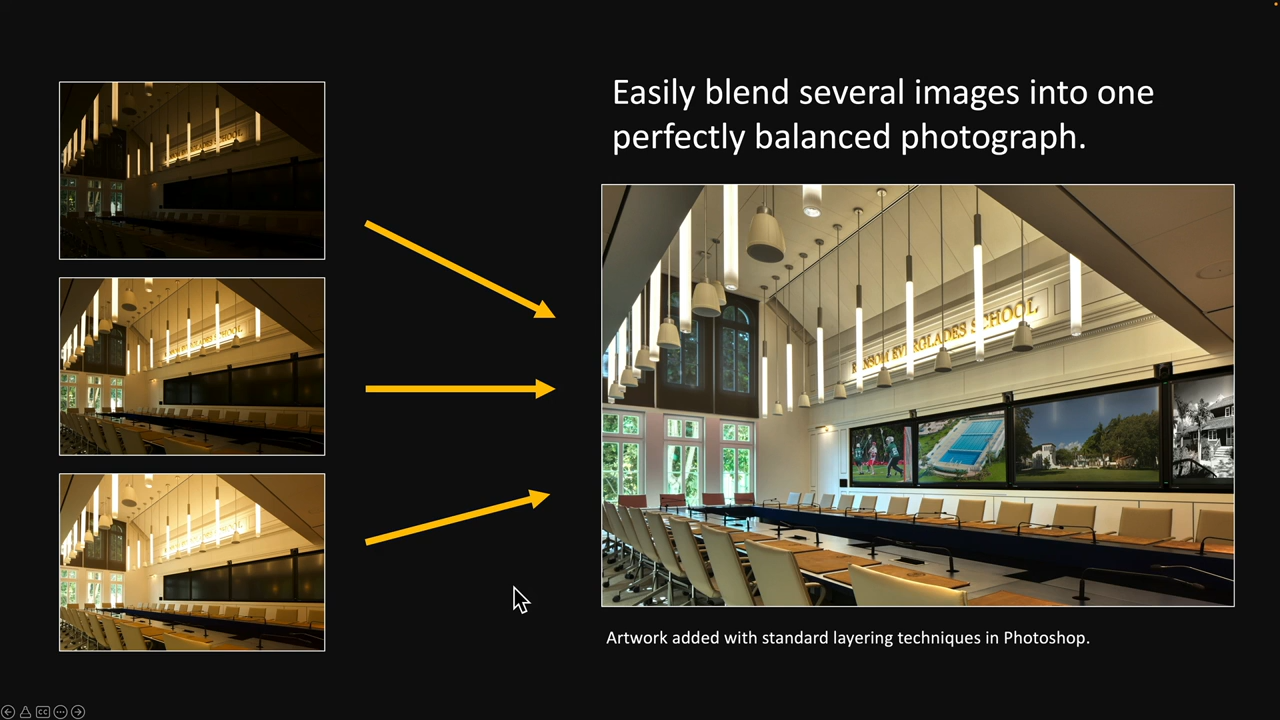 Easily blend several images into one
perfectly balanced photograph.
RANSOM EVERGLADES SCHOOL
Artwork added with standard layering techniques in Photoshop.